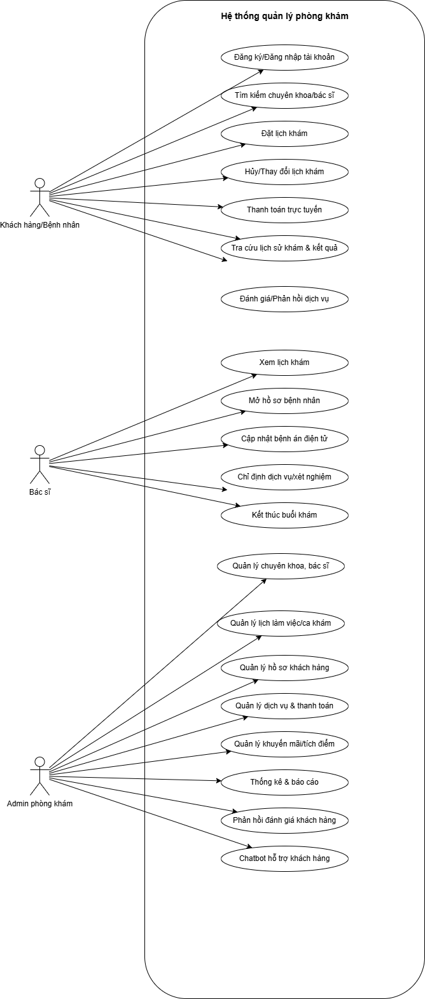 Hệ thống quản lý phòng khám
Đăng ký/Đăng nhập tài khoản
Tìm kiếm chuyên khoa/bác sĩ
Đặt lịch khám
Hủy/Thay đổi lịch khám
Thanh toán trực tuyến
Khách hàng/Bệnh nhân
Tra cứu lịch sử khám & kết quả
Đánh giá/Phản hồi dịch vụ
Xem lịch khám
Mở hồ sơ bệnh nhân
Cập nhật bệnh án điện tử
Chỉ định dịch vụ/xét nghiệm
Bác sĩ
Kết thúc buổi khám
Quản lý chuyên khoa, bác sĩ
Quản lý lịch làm việc/ca khám
Quản lý hồ sơ khách hàng
Quản lý dịch vụ & thanh toán
Quản lý khuyến mãi/tích điểm
Thống kê & báo cáo
Admin phòng khám
Phản hồi đánh giá khách hàng
Chatbot hỗ trợ khách hàng